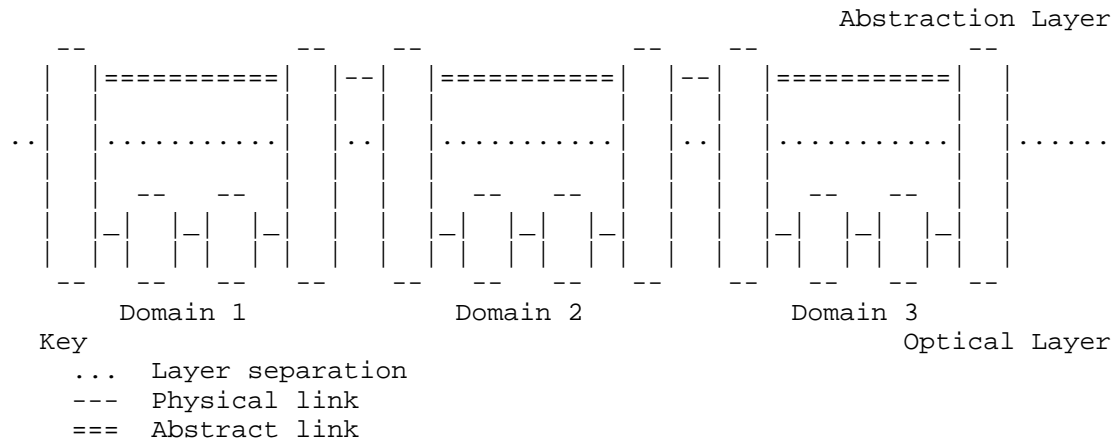 Abstraction Layer
Domain 1 Domain 2 Domain 3
Key Optical Layer
... Layer separation
--- Physical link
=== Abstract link